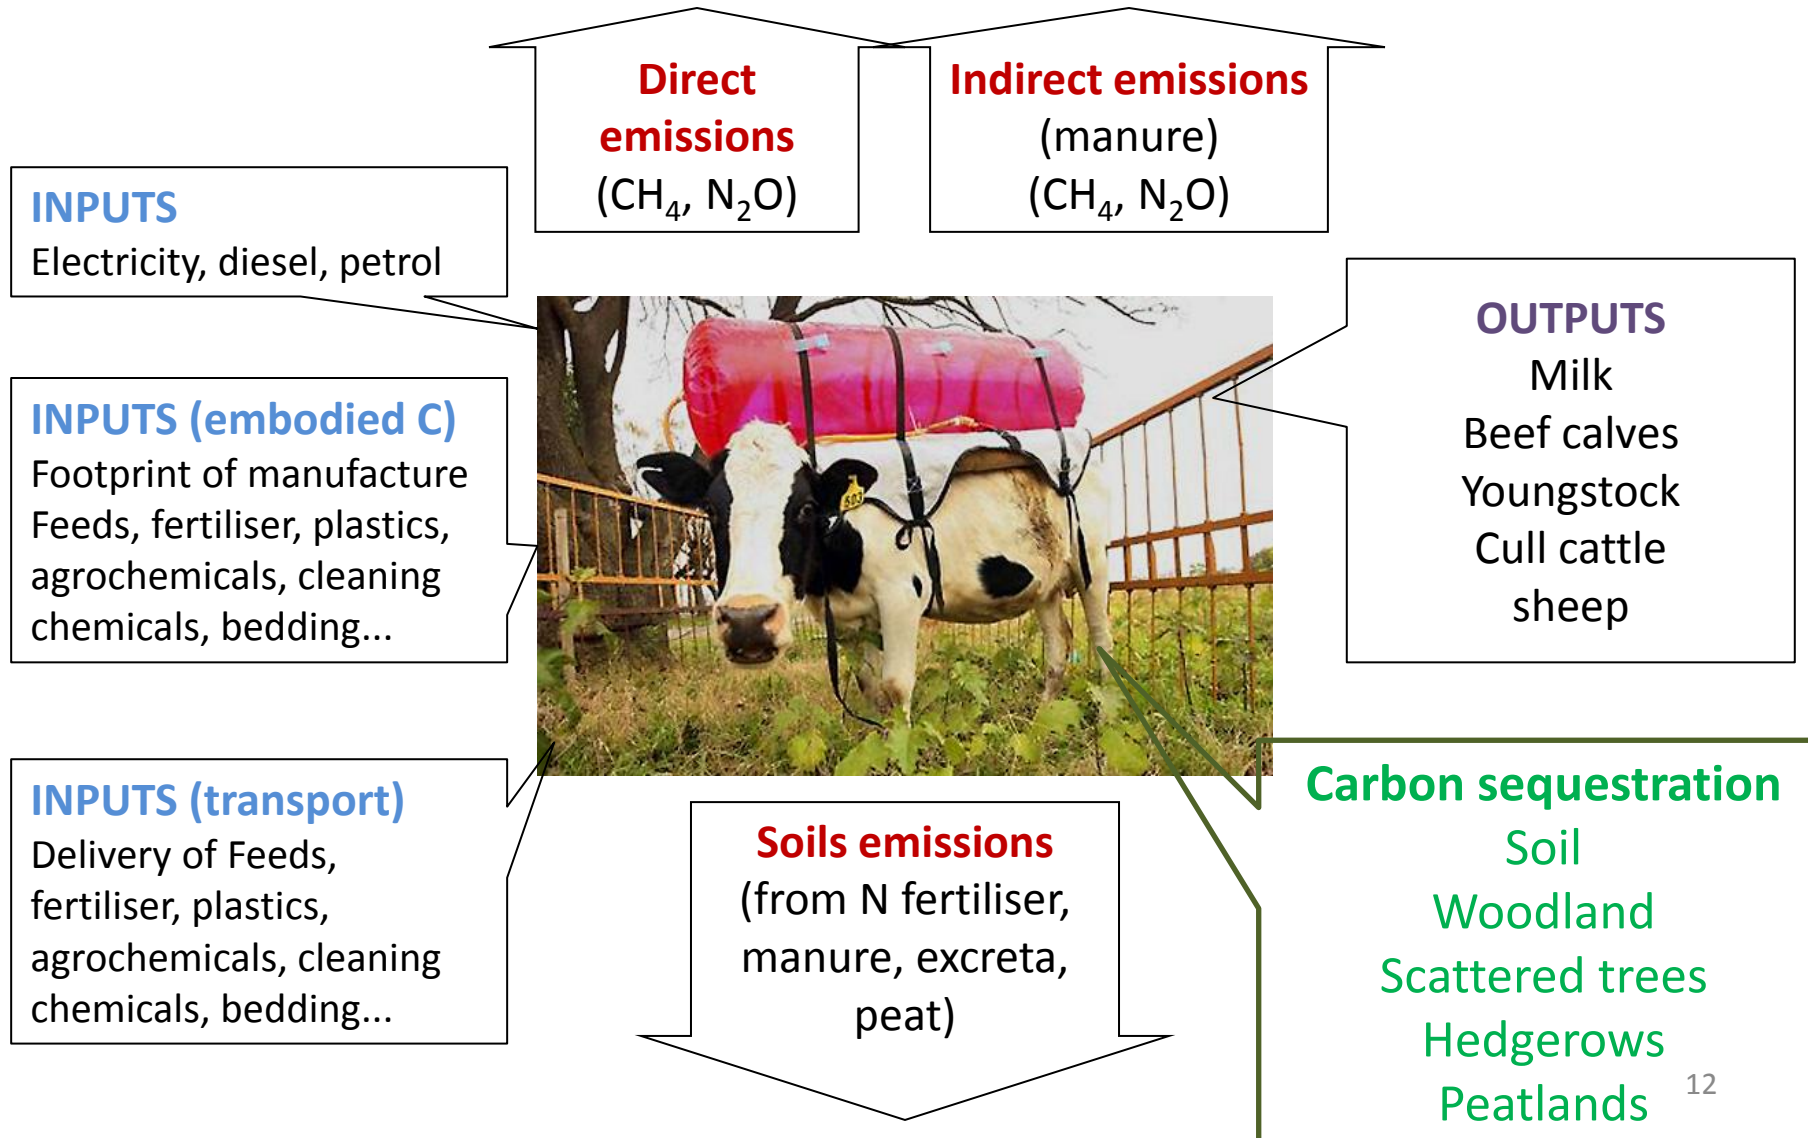 Direct
emissions
(CH₄, N₂O)
Indirect emissions
(manure)
(CH₄, N₂O)
INPUTS
Electricity, diesel, petrol
INPUTS (embodied C)
Footprint of manufacture
Feeds, fertiliser, plastics,
agrochemicals, cleaning
chemicals, bedding...
INPUTS (transport)
Delivery of Feeds,
fertiliser, plastics,
agrochemicals, cleaning
chemicals, bedding...
503
OUTPUTS
Milk
Beef calves
Youngstock
Cull cattle
sheep
Soils emissions
(from N fertiliser,
manure, excreta,
peat)
Carbon sequestration
Soil
Woodland
Scattered trees
Hedgerows
Peatlands
12